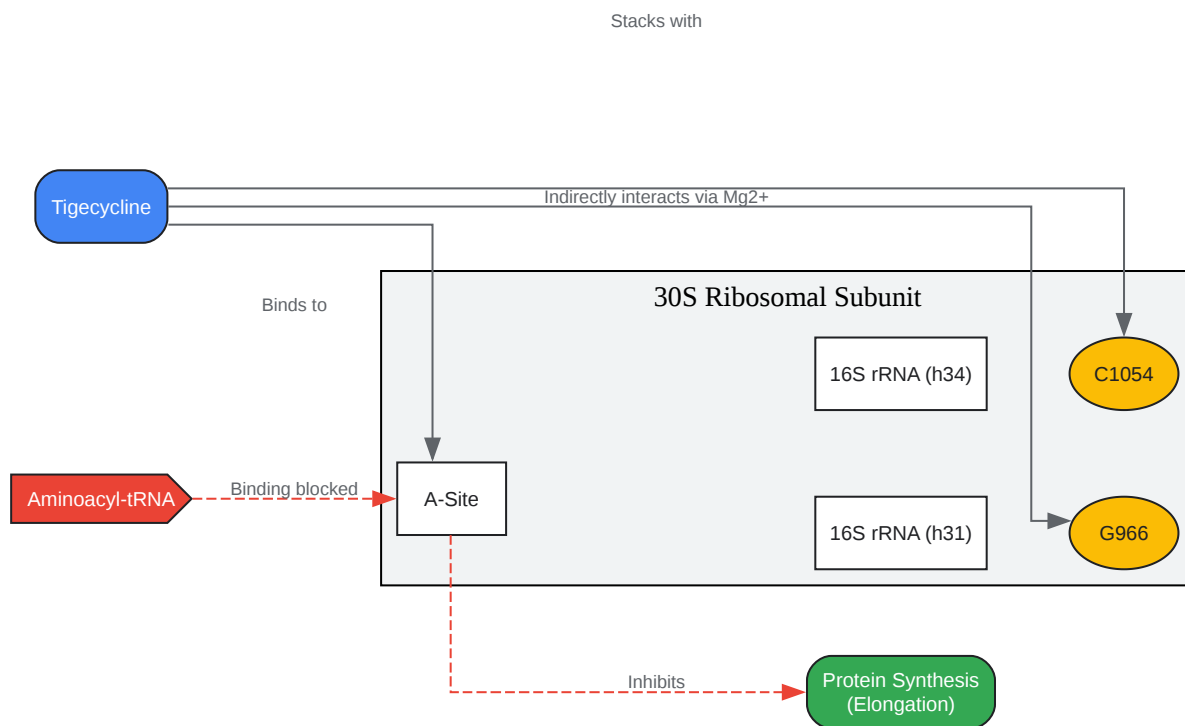 Stacks with
Tigecycline
Indirectly interacts via Mg2+
Binds to
30S Ribosomal Subunit
16S rRNA (h34)
C1054
Aminoacyl-tRNA
Binding blocked
A-Site
16S rRNA (h31)
G966
Inhibits
Protein Synthesis
(Elongation)